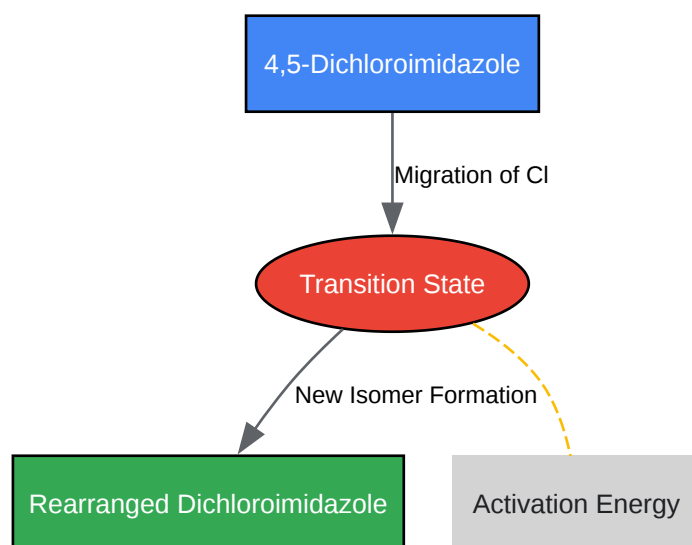 4,5-Dichloroimidazole
Migration of Cl
Transition State
New Isomer Formation
Rearranged Dichloroimidazole
Activation Energy